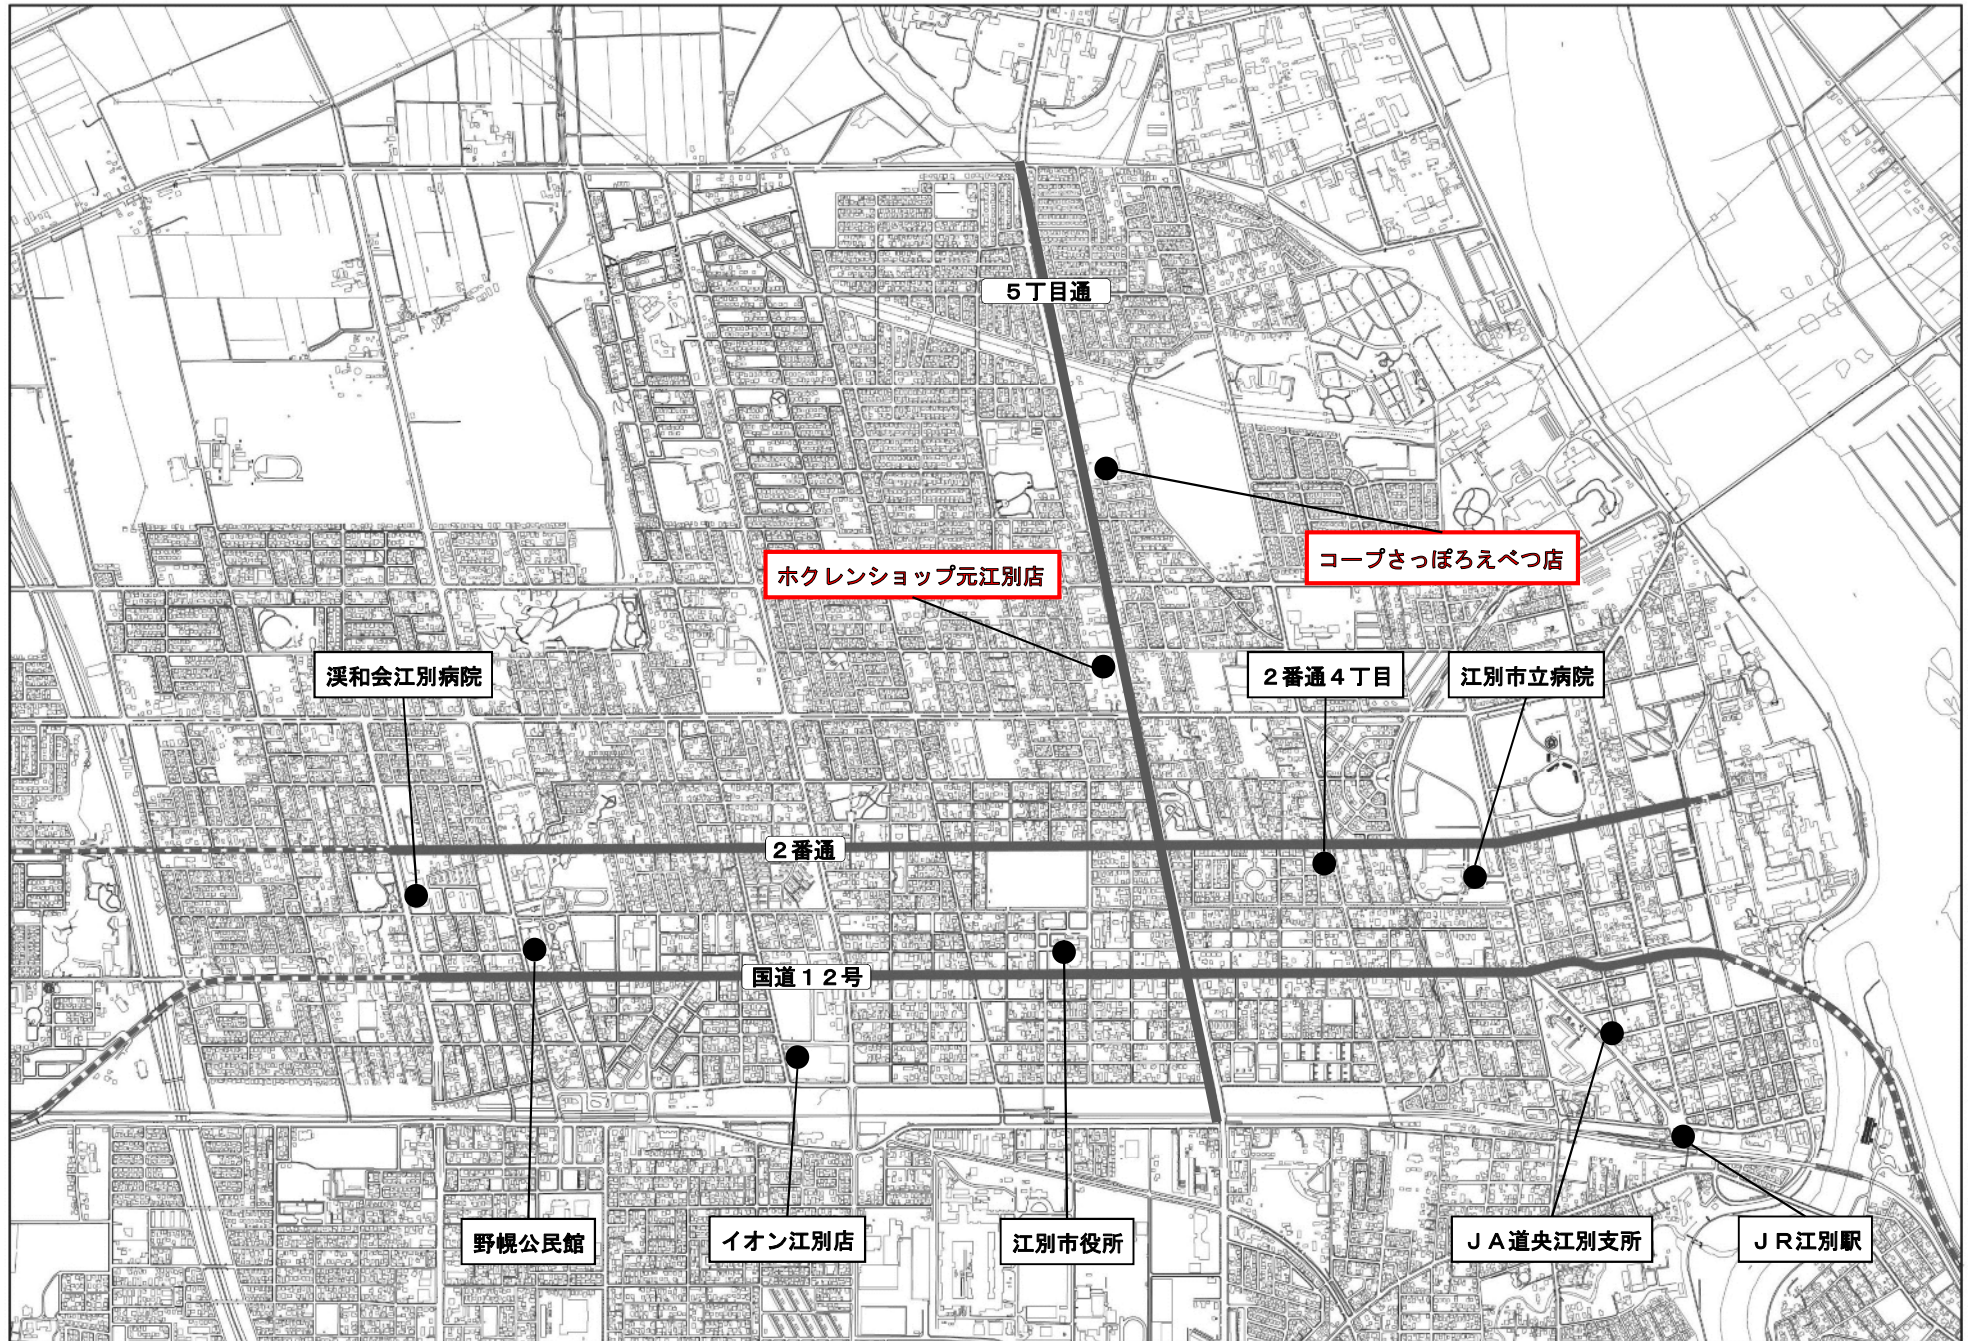 ５丁目通
コープさっぽろえべつ店
ホクレンショップ元江別店
渓和会江別病院
２番通４丁目
江別市立病院
２番通
国道１２号
野幌公民館
イオン江別店
江別市役所
ＪＡ道央江別支所
ＪＲ江別駅